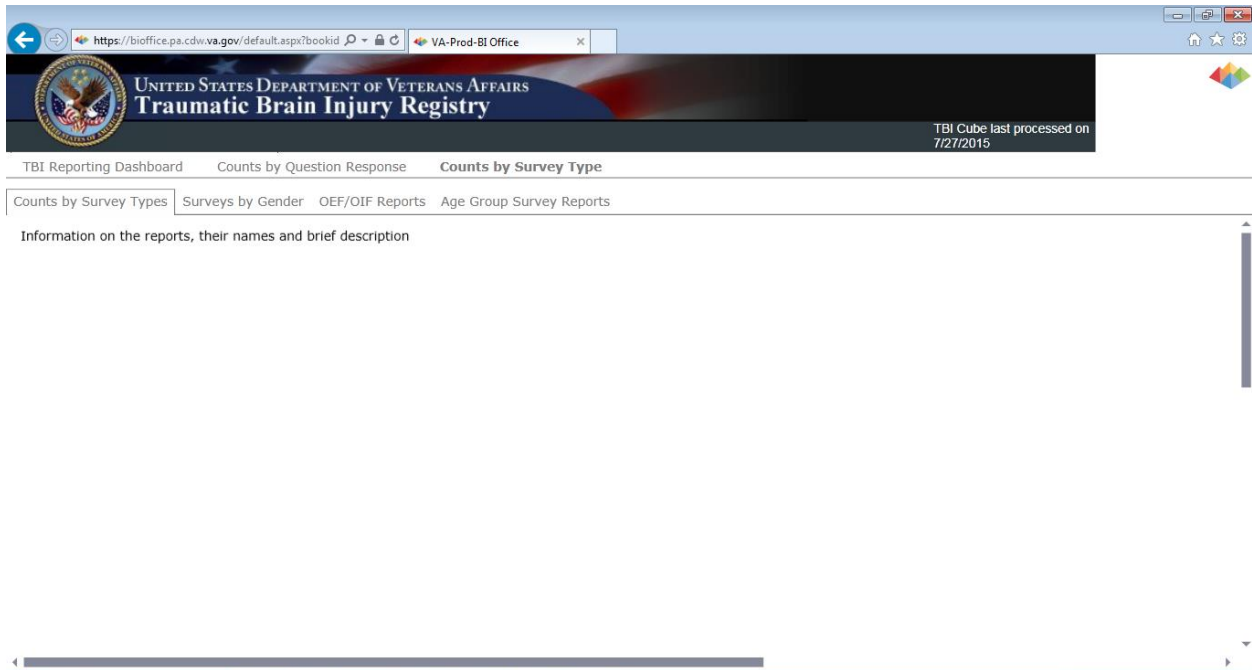 https://bioffice.pa.cdw.va.gov/default.aspx?bookid
VA-Prod-BI Office
UNITED STATES DEPARTMENT OF VETERANS AFFAIRS
Traumatic Brain Injury Registry
TBI Cube last processed on
7/27/2015
TBI Reporting Dashboard Counts by Question Response Counts by Survey Type
Counts by Survey Types Surveys by Gender OEF/OIF Reports Age Group Survey Reports
Information on the reports, their names and brief description